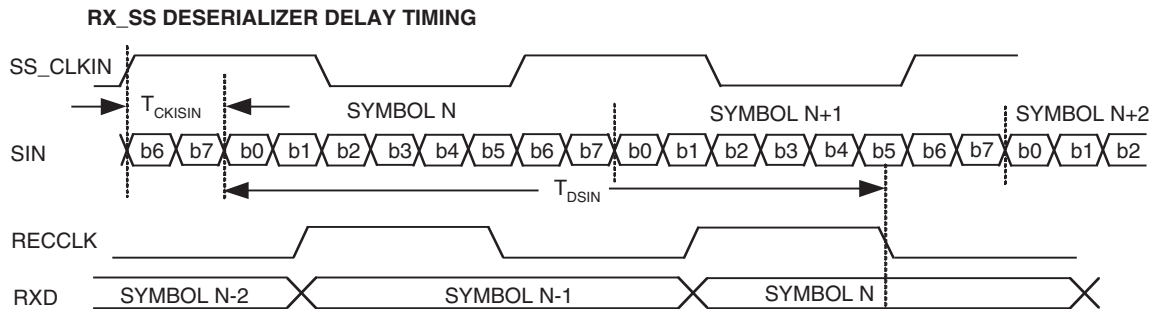 RX_SS DESERIALIZER DELAY TIMING
SS_CLKIN
TCKISIN
SYMBOL N
SYMBOL N+1
SYMBOL N+2
SIN
b6 b7 b0 b1 b2 b3 b4 b5 b6 b7 b0 b1 b2 b3 b4 b5 b6 b7 b0 b1 b2
TDSIN
RECCLK
RXD
SYMBOL N-2
SYMBOL N-1
SYMBOL N